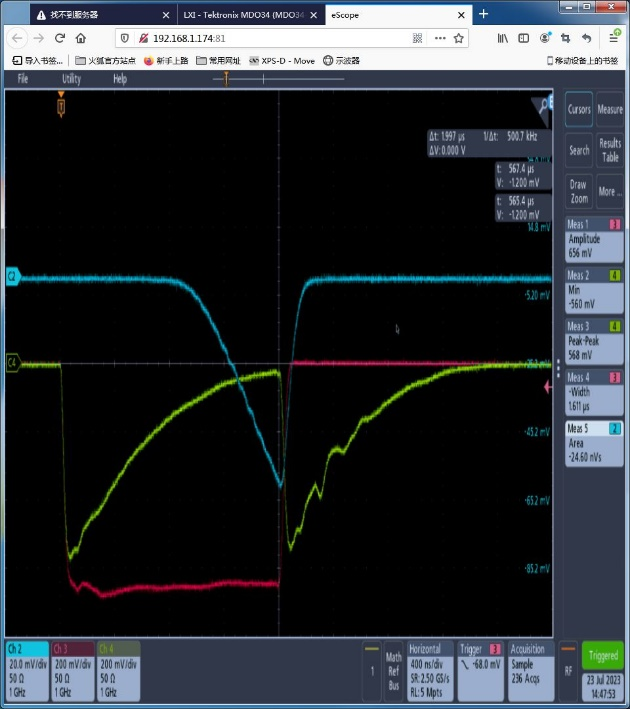 找不到服务器
LXI - Tektronix MDO34 (MDO34
eScope
192.168.1.174:81
导入书签...
火狐官方站点
新手上路
常用网址
XPS-D - Move
示波器
移动设备上的书签
File Utility Help
T
Δt: 1.997 µs 1/Δt: 500.7 kHz
ΔV: 0.000 V
t: 567.4 µs
V: -1.200 mV
t: 565.4 µs
V: -1.200 mV
14.8 mV
C2
-5.20 mV
C4
-45.2 mV
-65.2 mV
-85.2 mV
Cursors Measure
Search Results Table
Draw Zoom More ...
Meas 1 3
Amplitude
656 mV
Meas 2 4
Min
-560 mV
Meas 3 4
Peak-Peak
568 mV
Meas 4 3
-Width
1.611 µs
Meas 5 2
Area
-24.60 nVs
Ch 2
20.0 mV/div
50 Ω
1 GHz
Ch 3
200 mV/div
50 Ω
1 GHz
Ch 4
200 mV/div
50 Ω
1 GHz
1
Math
Ref
Bus
Horizontal
400 ns/div
SR: 2.50 GS/s
RL: 5 Mpts
Trigger 3
-68.0 mV
Acquisition
Sample
236 Acqs
RF
Triggered
23 Jul 2023
14:47:53